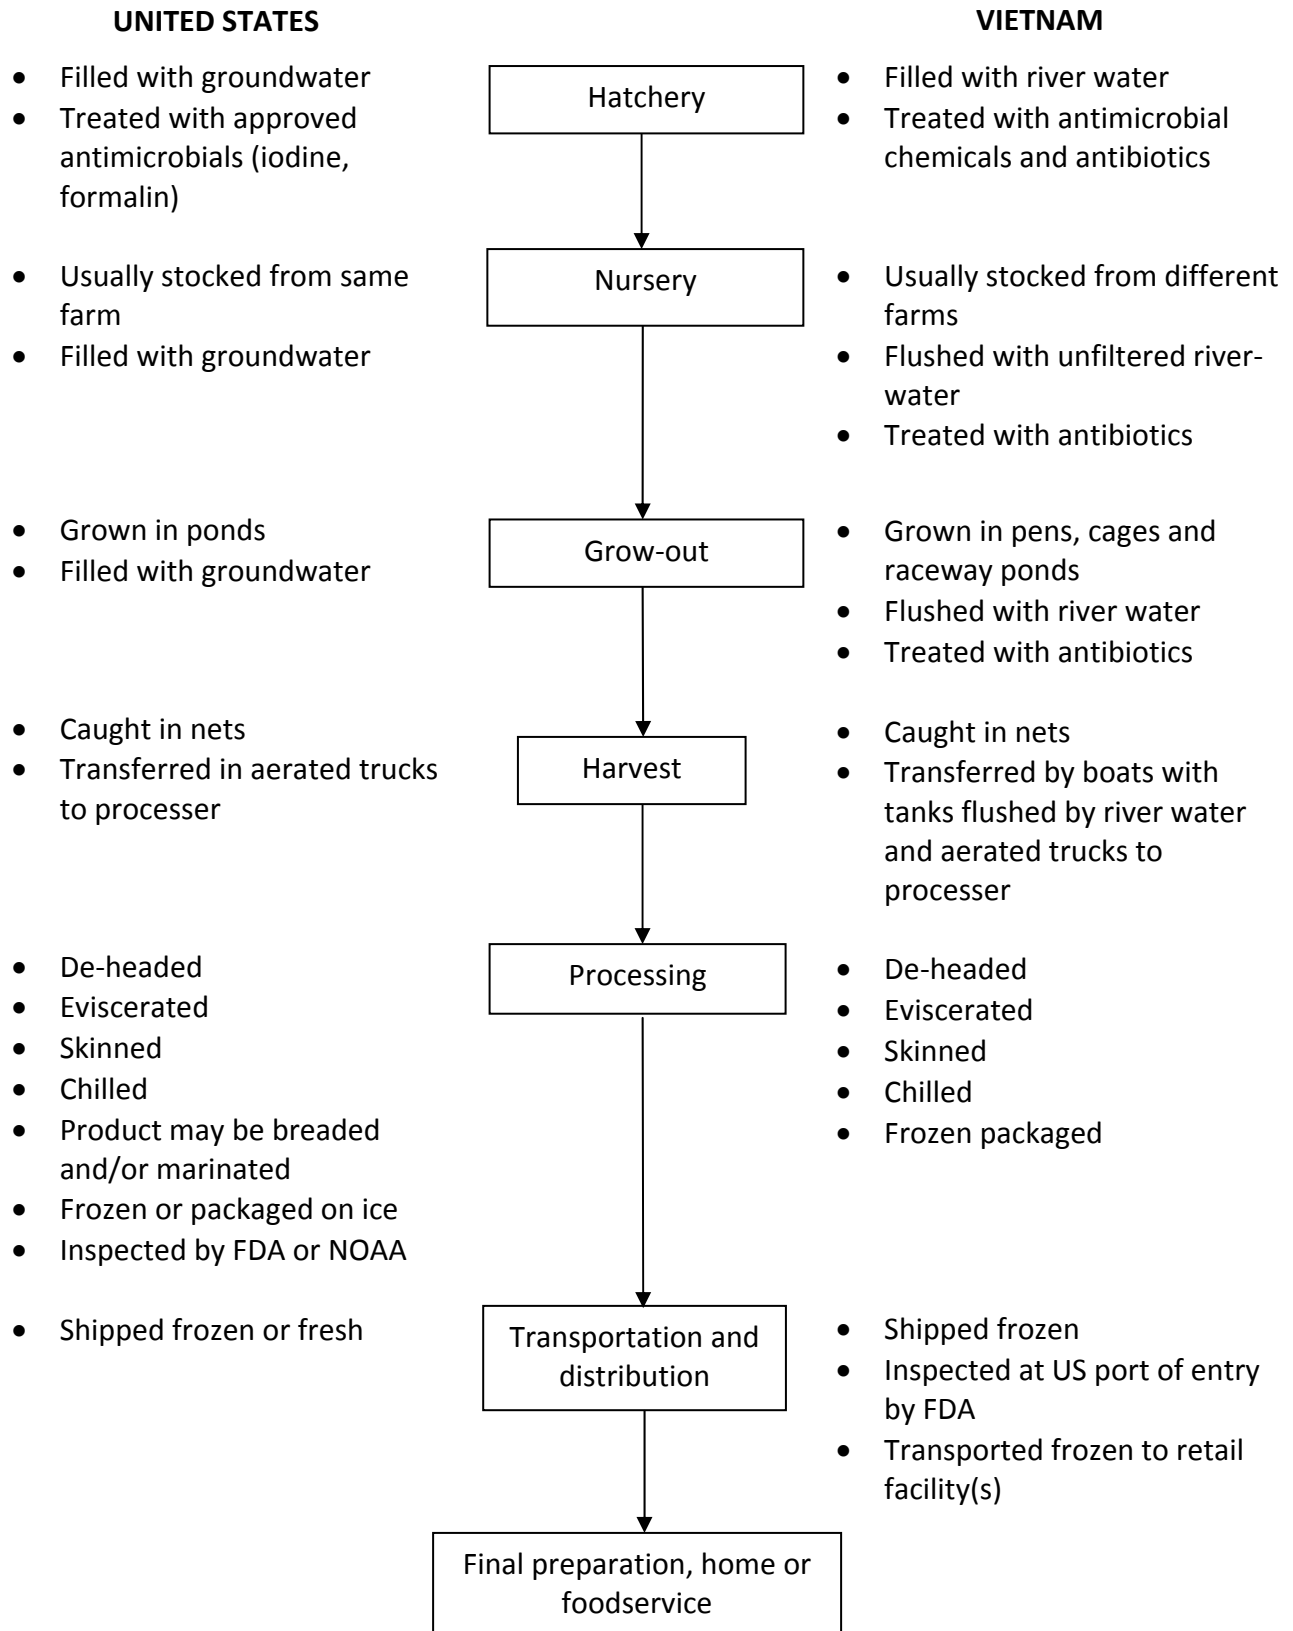 UNITED STATES
VIETNAM
• Filled with groundwater
• Treated with approved
antimicrobials (iodine,
formalin)
Hatchery
• Filled with river water
• Treated with antimicrobial
chemicals and antibiotics
• Usually stocked from same
farm
• Filled with groundwater
Nursery
• Usually stocked from different
farms
• Flushed with unfiltered river-
water
• Treated with antibiotics
• Grown in ponds
• Filled with groundwater
Grow-out
• Grown in pens, cages and
raceway ponds
• Flushed with river water
• Treated with antibiotics
• Caught in nets
• Transferred in aerated trucks
to processer
Harvest
• Caught in nets
• Transferred by boats with
tanks flushed by river water
and aerated trucks to
processer
• De-headed
• Eviscerated
• Skinned
• Chilled
• Product may be breaded
and/or marinated
• Frozen or packaged on ice
• Inspected by FDA or NOAA
Processing
• De-headed
• Eviscerated
• Skinned
• Chilled
• Frozen packaged
• Shipped frozen or fresh
Transportation and
distribution
• Shipped frozen
• Inspected at US port of entry
by FDA
• Transported frozen to retail
facility(s)
Final preparation, home or
foodservice